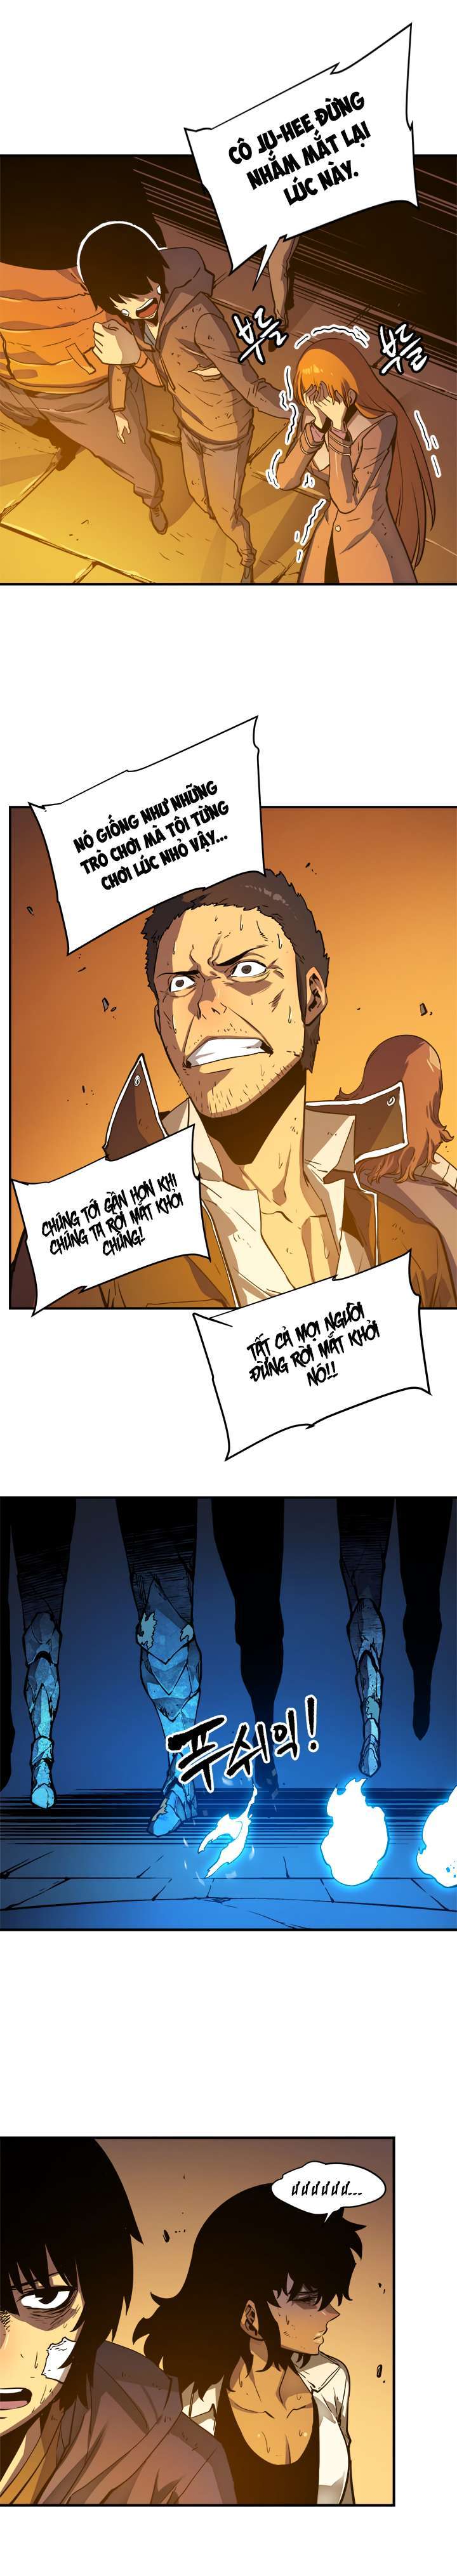 CÔ JU-HEE ĐỪNG
NHẮM MẮT LẠI
LÚC NÀY.
부들
부들
NÓ GIỐNG NHƯ NHỮNG
TRÒ CHƠI MÀ TÔI TỪNG
CHƠI LÚC NHỎ VẬY...
CHÚNG TỚI GẦN HƠN KHI
CHÚNG TA RỜI MẮT KHỎI
CHÚNG!
TẤT CẢ MỌI NGƯỜI
ĐỪNG RỜI MẮT KHỎI
NÓ!!
푸쉬익!
ƯƯƯƯƯ...